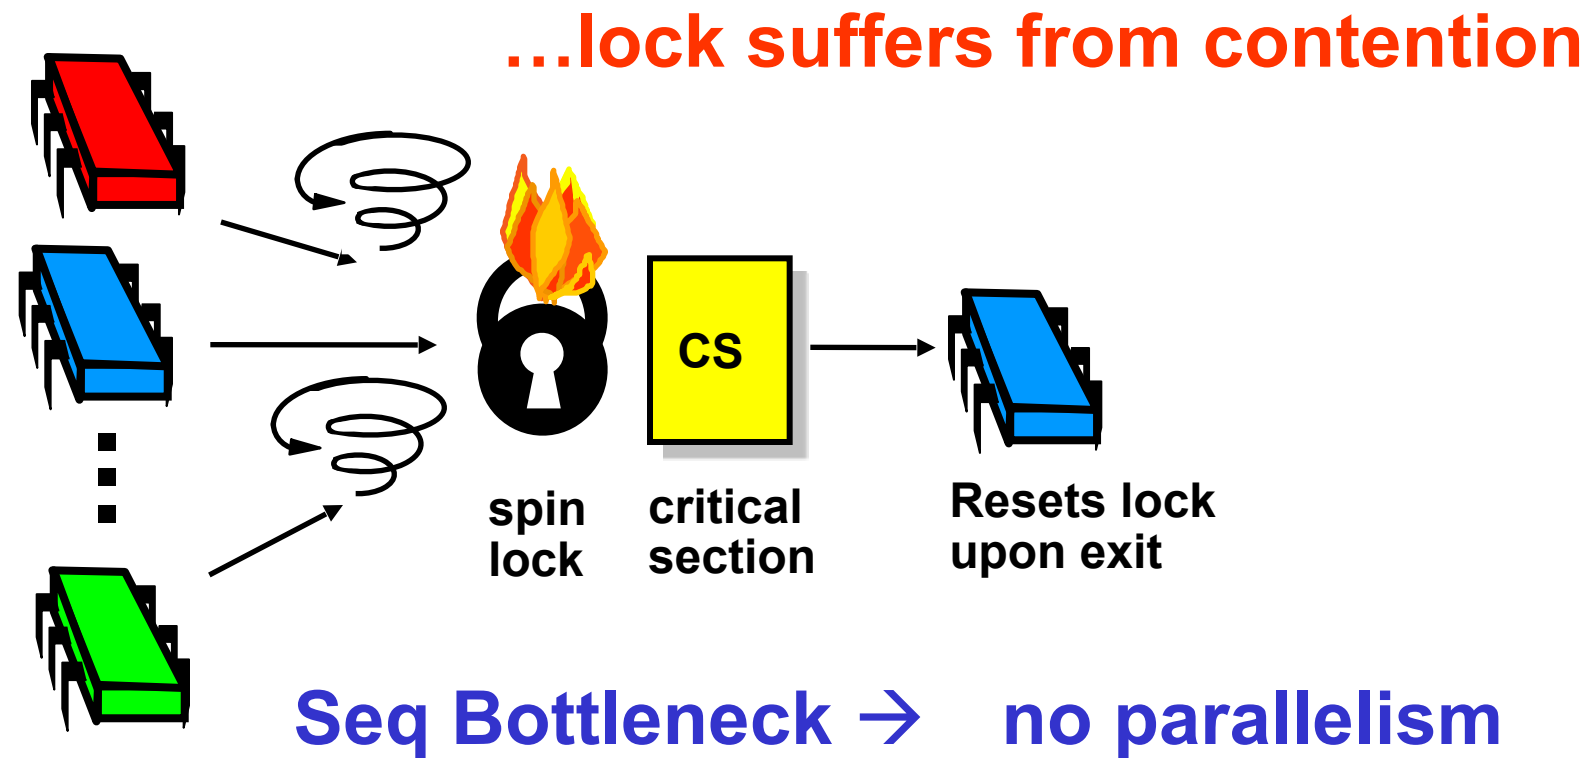 …lock suffers from contention
CS
spin
lock
critical
section
Resets lock
upon exit
Seq Bottleneck → no parallelism